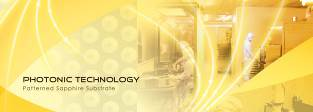 PHOTONIC TECHNOLOGY
Patterned Sapphire Substrate